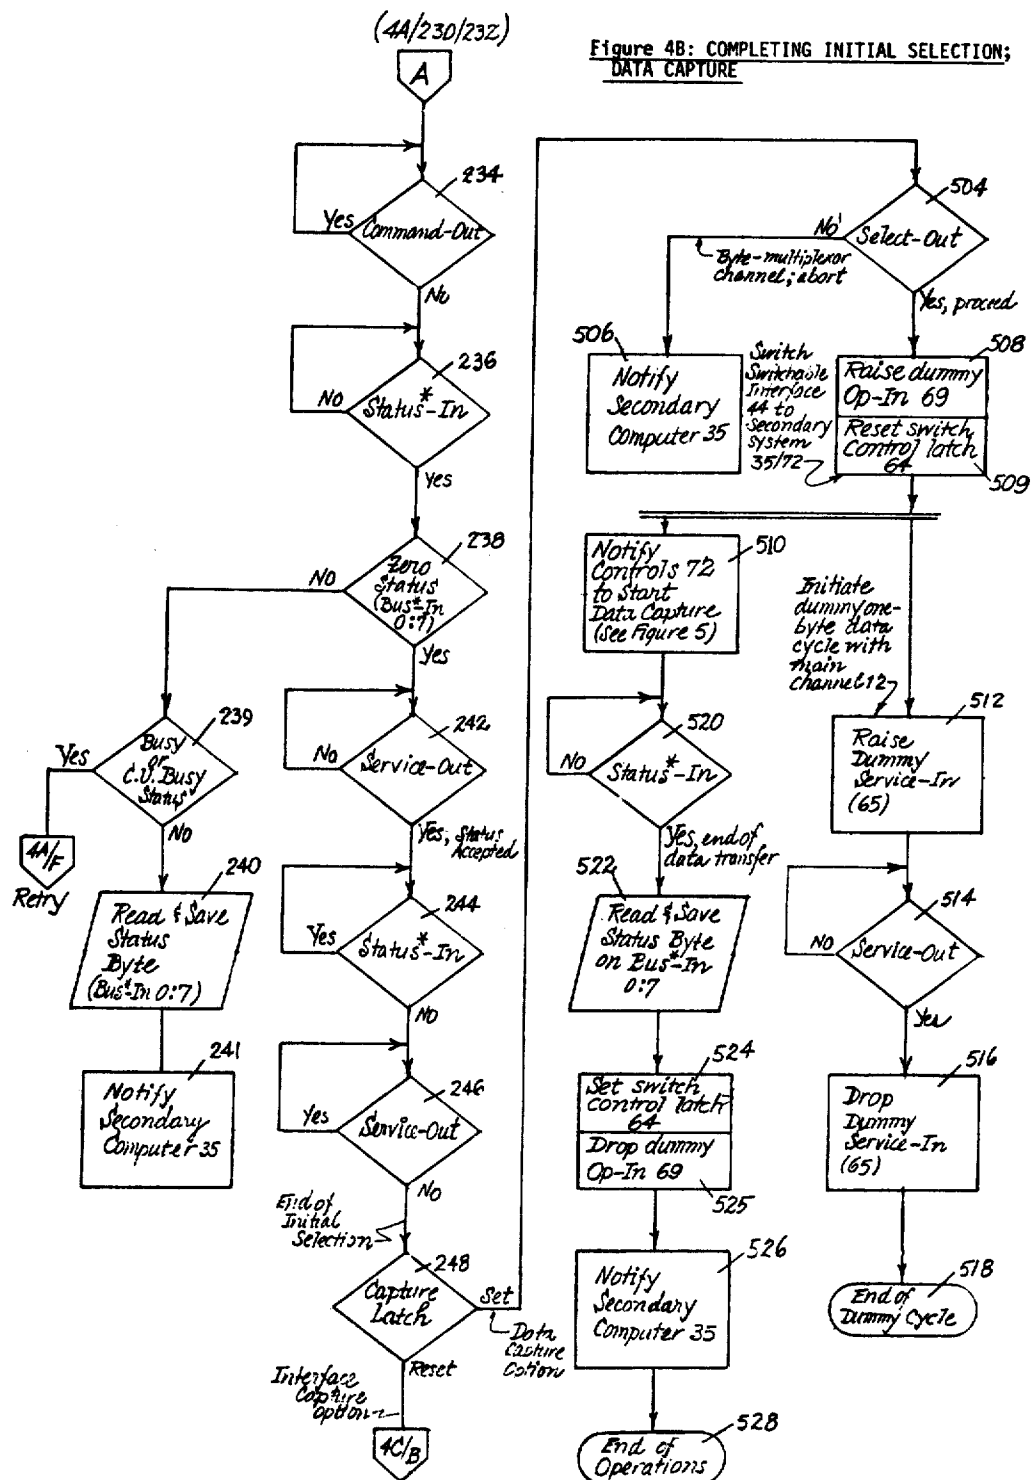 (4A/230/232)
A
Figure 4B: COMPLETING INITIAL SELECTION;
DATA CAPTURE
234
Command-Out
Yes
No
236
Status*-In
No
Yes
238
Zero
Status
(Bus*-In
0:7)
No
Yes
239
Busy
or
C.U. Busy
Status
Yes
No
4A/F
Retry
240
Read & Save
Status
Byte
(Bus*-In 0:7)
241
Notify
Secondary
Computer 35
242
Service-Out
No
Yes, Status
Accepted
244
Status*-In
Yes
No
246
Service-Out
Yes
No
End of
Initial
Selection
248
Capture
Latch
Set
Data
Capture
Option
Reset
Interface
Capture
Option
4C/B
504
Select-Out
No
Byte-multiplexor
channel; abort
Yes, proceed
506
Notify
Secondary
Computer 35
Switch
Switchable
Interface
44 to
Secondary
System
35/72
508
Raise dummy
Op-In 69
Reset switch
Control latch
64
509
510
Notify
Controls 72
to Start
Data Capture
(See Figure 5)
Initiate
dummy one-
byte data
cycle with
main
channel 12
512
Raise
Dummy
Service-In
(65)
520
Status*-In
No
Yes, end of
data transfer
514
Service-Out
No
Yes
522
Read & Save
Status Byte
on Bus*-In
0:7
524
Set switch
control latch
64
Drop dummy
Op-In 69
525
516
Drop
Dummy
Service-In
(65)
526
Notify
Secondary
Computer 35
518
End of
Dummy Cycle
528
End of
Operations